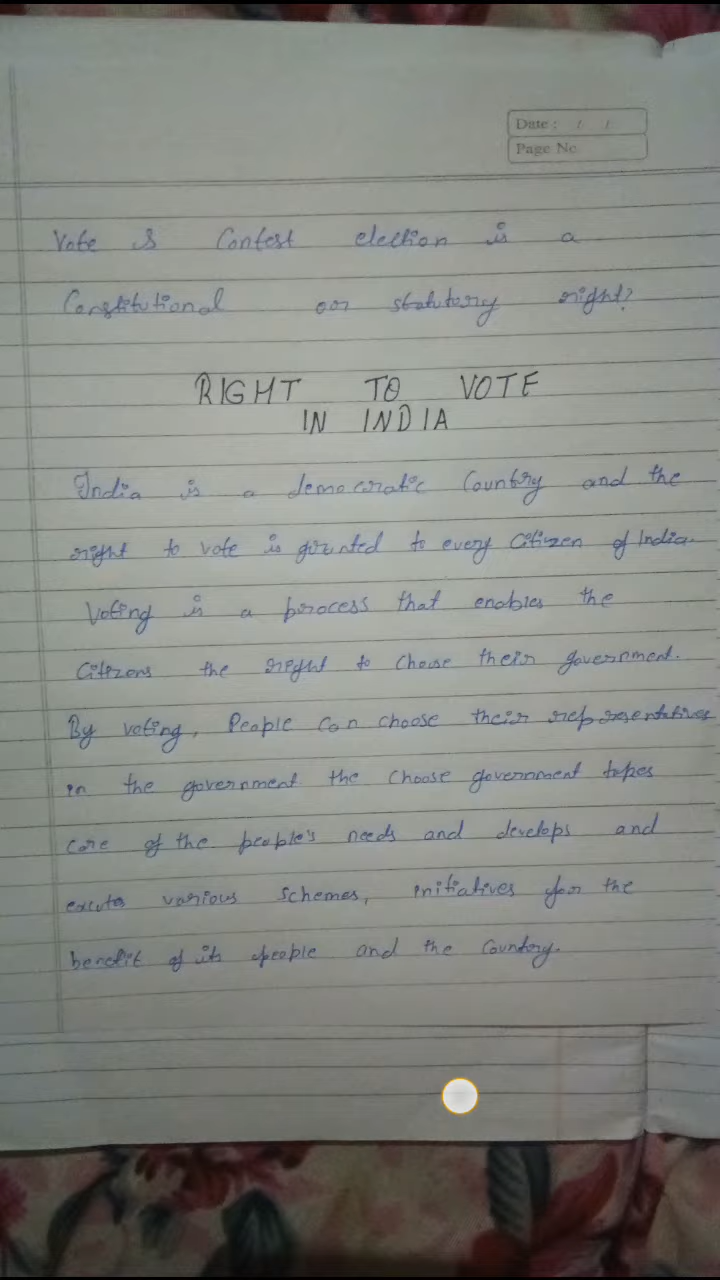 Date : / /
Page No
Vote & Contest election is a
Constitutional or statutory right?
RIGHT TO VOTE
IN INDIA
India is a democratic Country and the
right to vote is granted to every Citizen of India.
Voting is a process that enables the
Citizens the right to choose their government.
By voting, People can choose their representatives
in the government the Choose government takes
care of the people's needs and develops and
excutes various schemes, initiatives for the
benefit of its people and the Country.